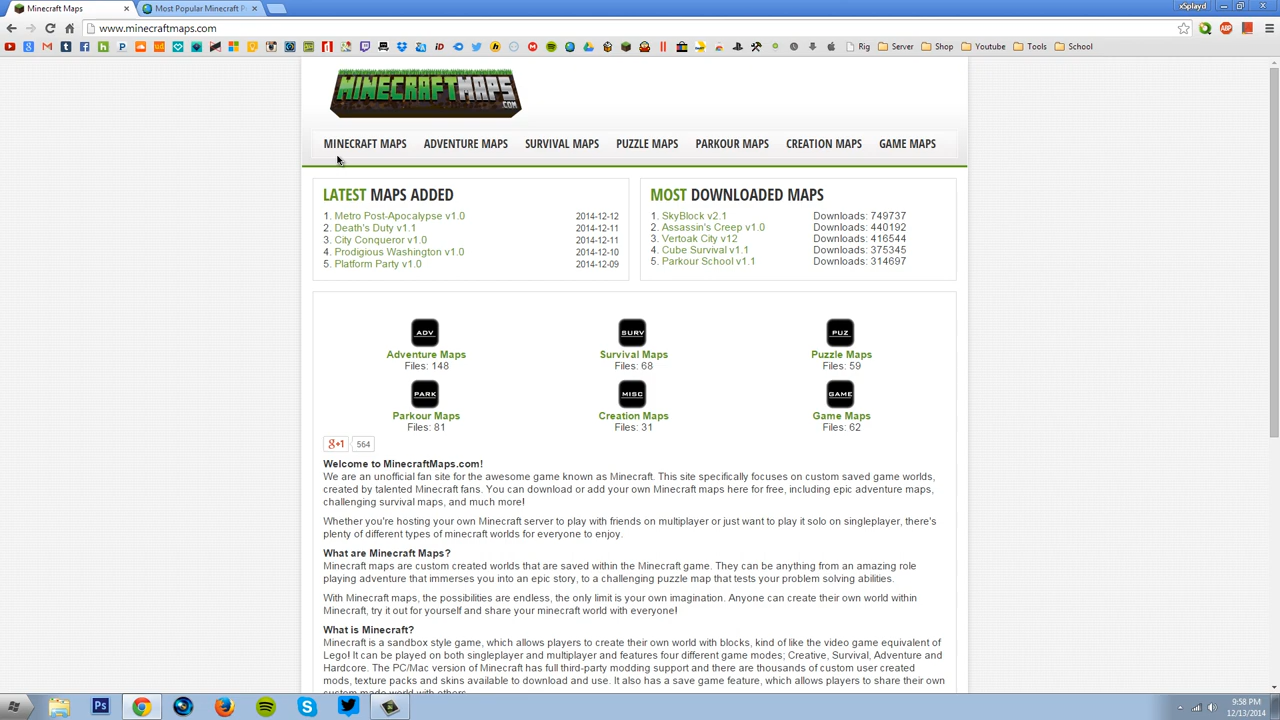 Minecraft Maps
Most Popular Minecraft P
xSplayd
www.minecraftmaps.com
Rig
Server
Shop
Youtube
Tools
School
MINECRAFTMAPS
.COM
MINECRAFT MAPS ADVENTURE MAPS SURVIVAL MAPS PUZZLE MAPS PARKOUR MAPS CREATION MAPS GAME MAPS
LATEST MAPS ADDED
1. Metro Post-Apocalypse v1.0 2014-12-12
2. Death's Duty v1.1 2014-12-11
3. City Conqueror v1.0 2014-12-11
4. Prodigious Washington v1.0 2014-12-10
5. Platform Party v1.0 2014-12-09
MOST DOWNLOADED MAPS
1. SkyBlock v2.1 Downloads: 749737
2. Assassin's Creep v1.0 Downloads: 440192
3. Vertoak City v12 Downloads: 416544
4. Cube Survival v1.1 Downloads: 375345
5. Parkour School v1.1 Downloads: 314697
ADV
SURV
PUZ
Adventure Maps
Survival Maps
Puzzle Maps
Files: 148
Files: 68
Files: 59
PARK
MISC
GAME
Parkour Maps
Creation Maps
Game Maps
Files: 81
Files: 31
Files: 62
g+1 564
Welcome to MinecraftMaps.com!
We are an unofficial fan site for the awesome game known as Minecraft. This site specifically focuses on custom saved game worlds,
created by talented Minecraft fans. You can download or add your own Minecraft maps here for free, including epic adventure maps,
challenging survival maps, and much more!
Whether you're hosting your own Minecraft server to play with friends on multiplayer or just want to play it solo on singleplayer, there's
plenty of different types of minecraft worlds for everyone to enjoy.
What are Minecraft Maps?
Minecraft maps are custom created worlds that are saved within the Minecraft game. They can be anything from an amazing role
playing adventure that immerses you into an epic story, to a challenging puzzle map that tests your problem solving abilities.
With Minecraft maps, the possibilities are endless, the only limit is your own imagination. Anyone can create their own world within
Minecraft, try it out for yourself and share your minecraft world with everyone!
What is Minecraft?
Minecraft is a sandbox style game, which allows players to create their own world with blocks, kind of like the video game equivalent of
Lego! It can be played on both singleplayer and multiplayer and features four different game modes; Creative, Survival, Adventure and
Hardcore. The PC/Mac version of Minecraft has full third-party modding support and there are thousands of custom user created
mods, texture packs and skins available to download and use. It also has a save game feature, which allows players to share their own
custom made world with others.
9:58 PM
12/13/2014